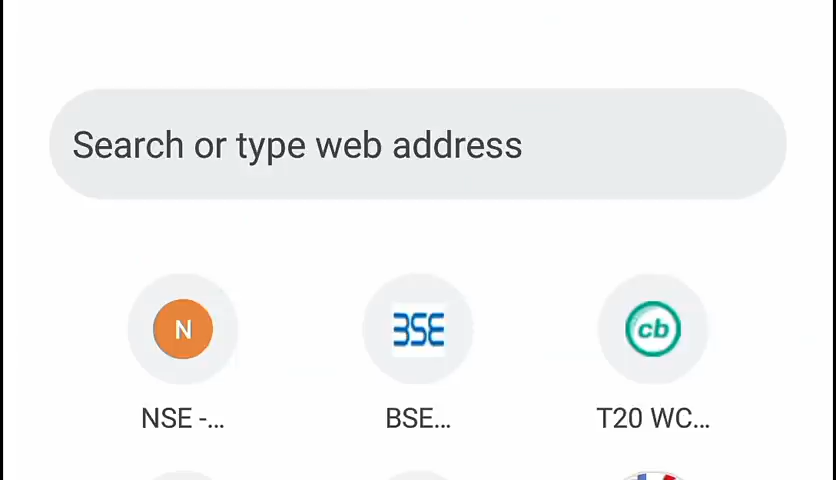 Search or type web address
N
BSE
cb
NSE -...
BSE...
T20 WC...